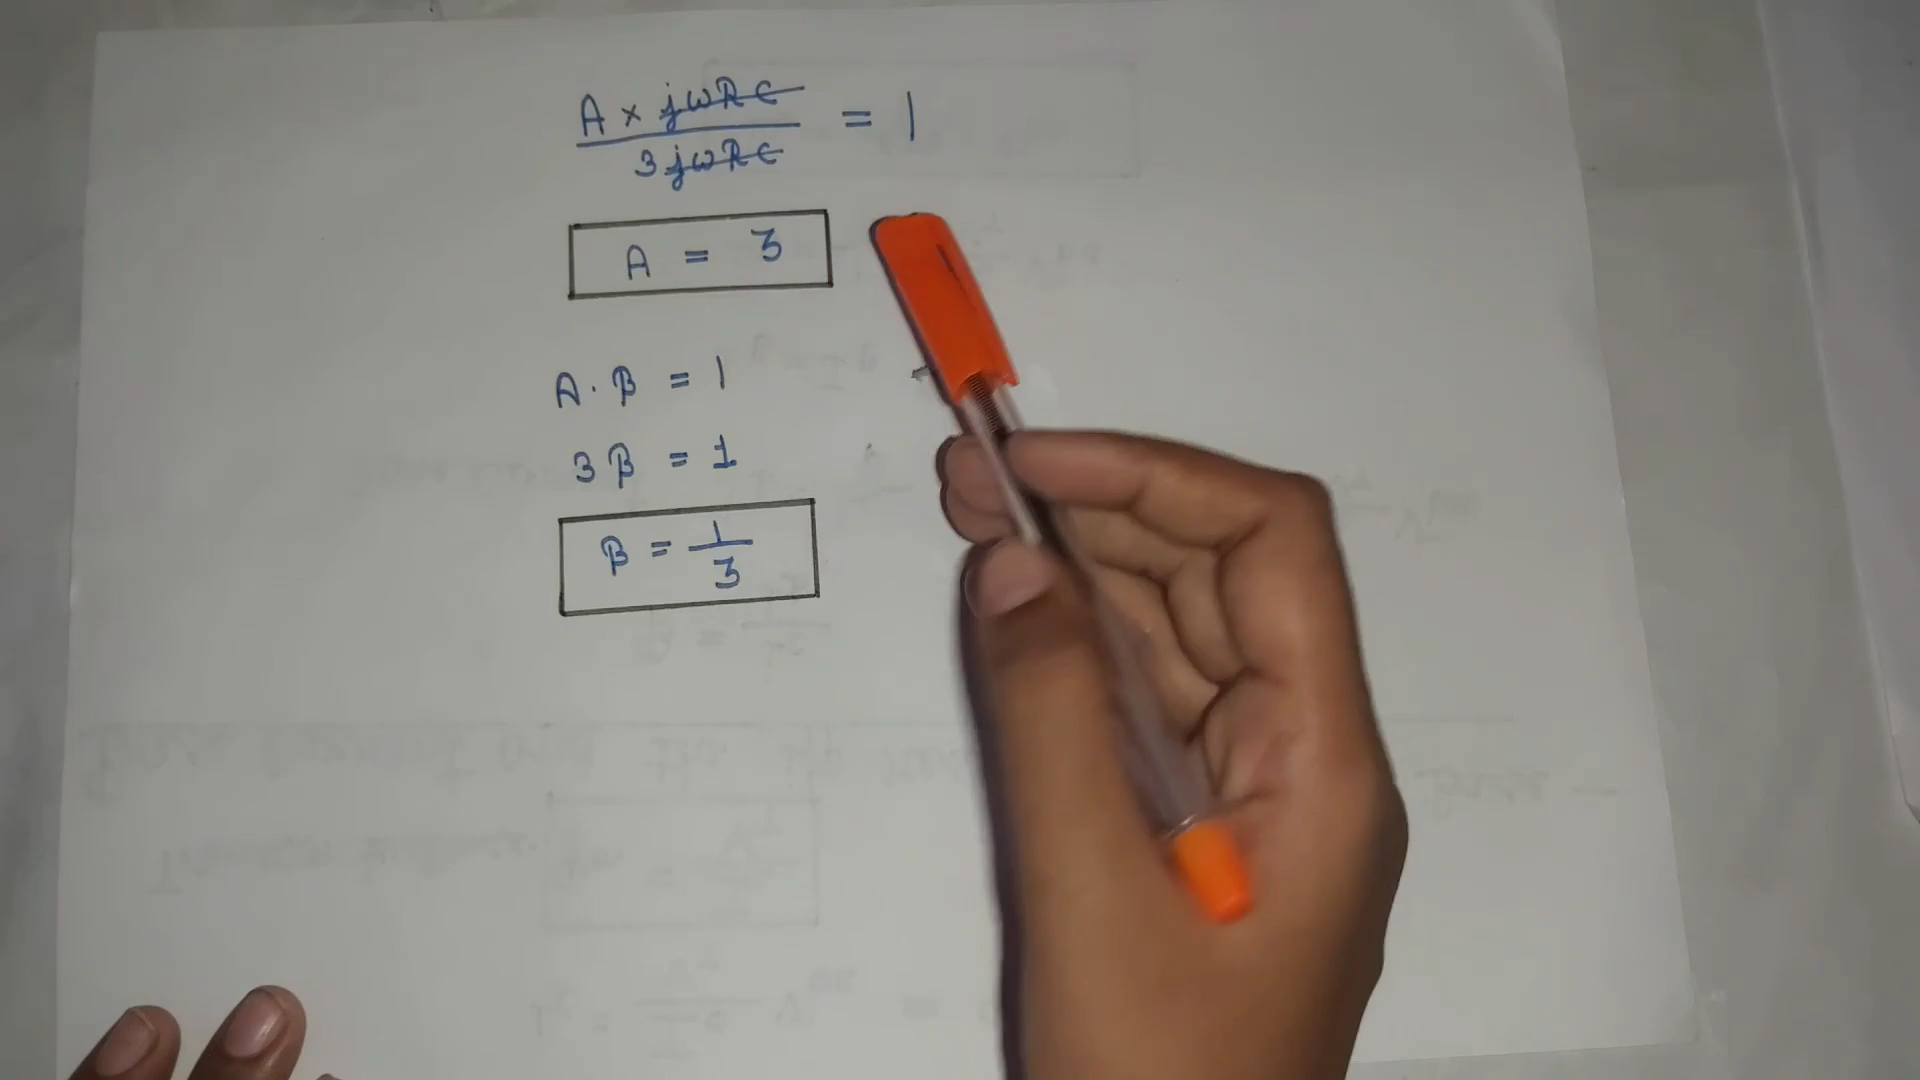 A × jωRC / 3jωRC = 1
A = 3
A · β = 1
3β = 1
β = 1/3